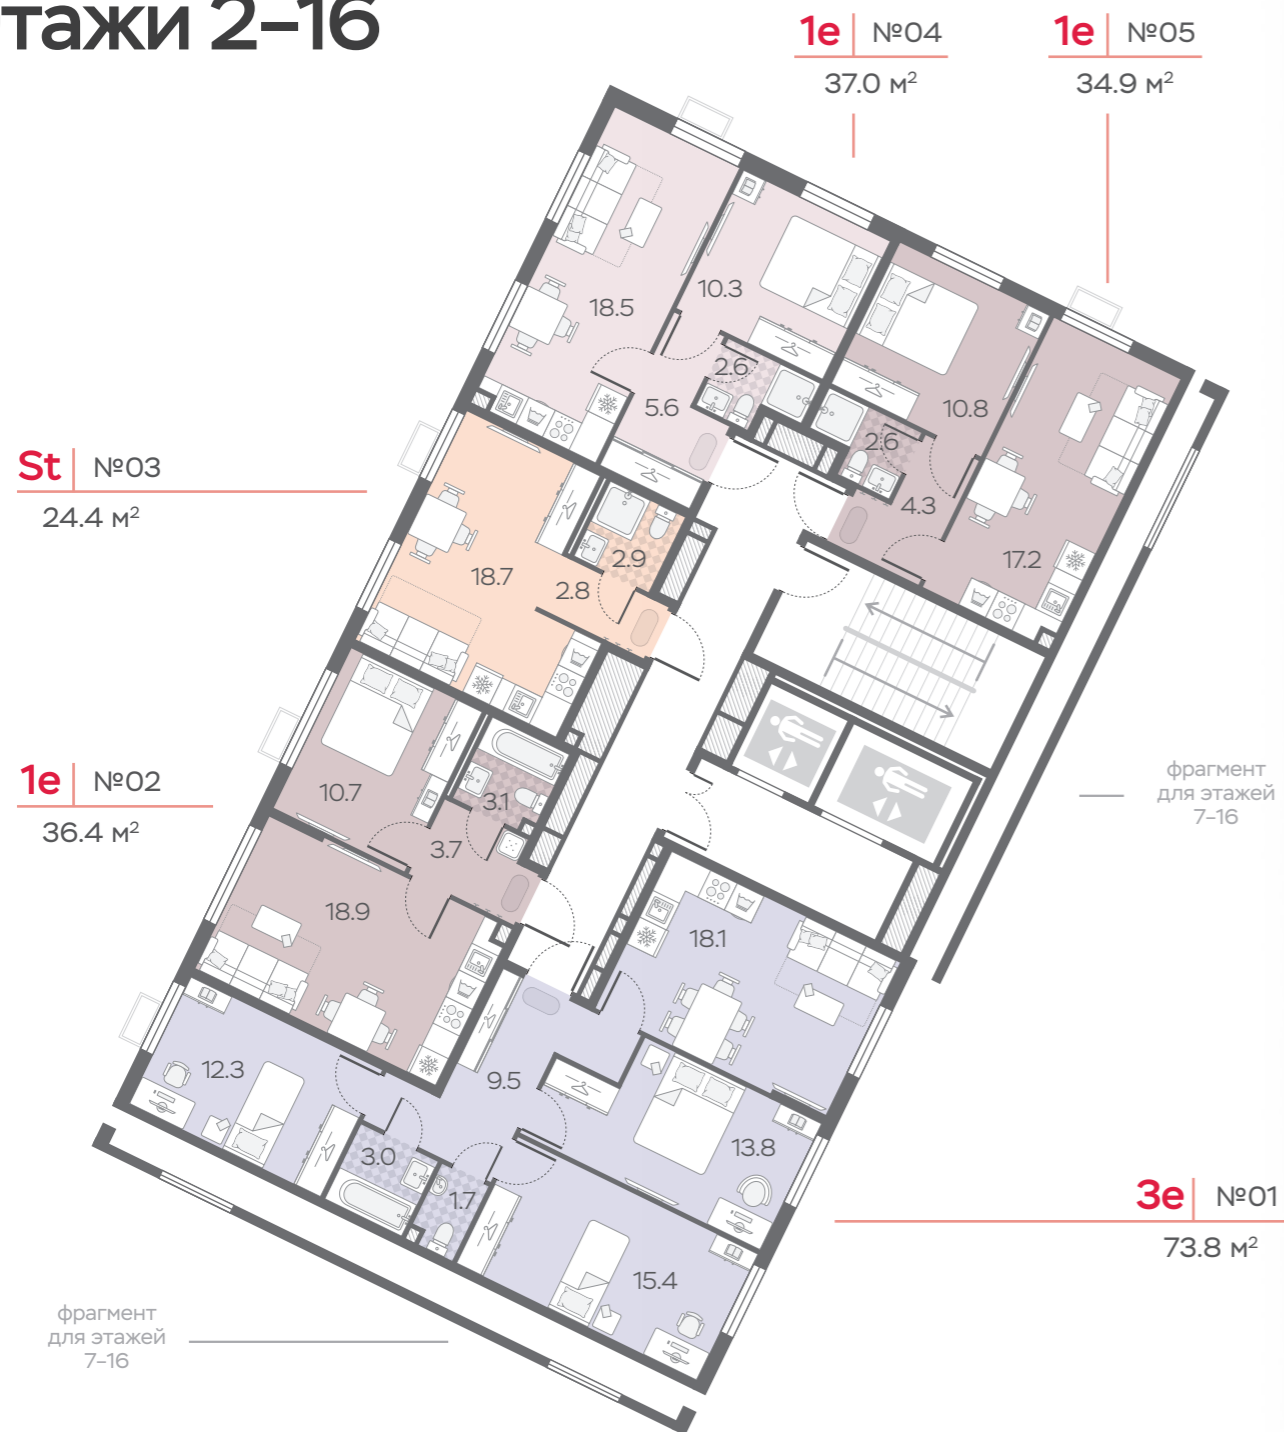 тажи 2–16
1е №04
37.0 м²
1е №05
34.9 м²
St №03
24.4 м²
1е №02
36.4 м²
3е №01
73.8 м²
18.5
10.3
2.6
5.6
10.8
2.6
4.3
17.2
18.7
2.8
2.9
10.7
3.1
3.7
18.9
18.1
12.3
9.5
13.8
3.0
1.7
15.4
фрагмент
для этажей
7–16
фрагмент
для этажей
7–16